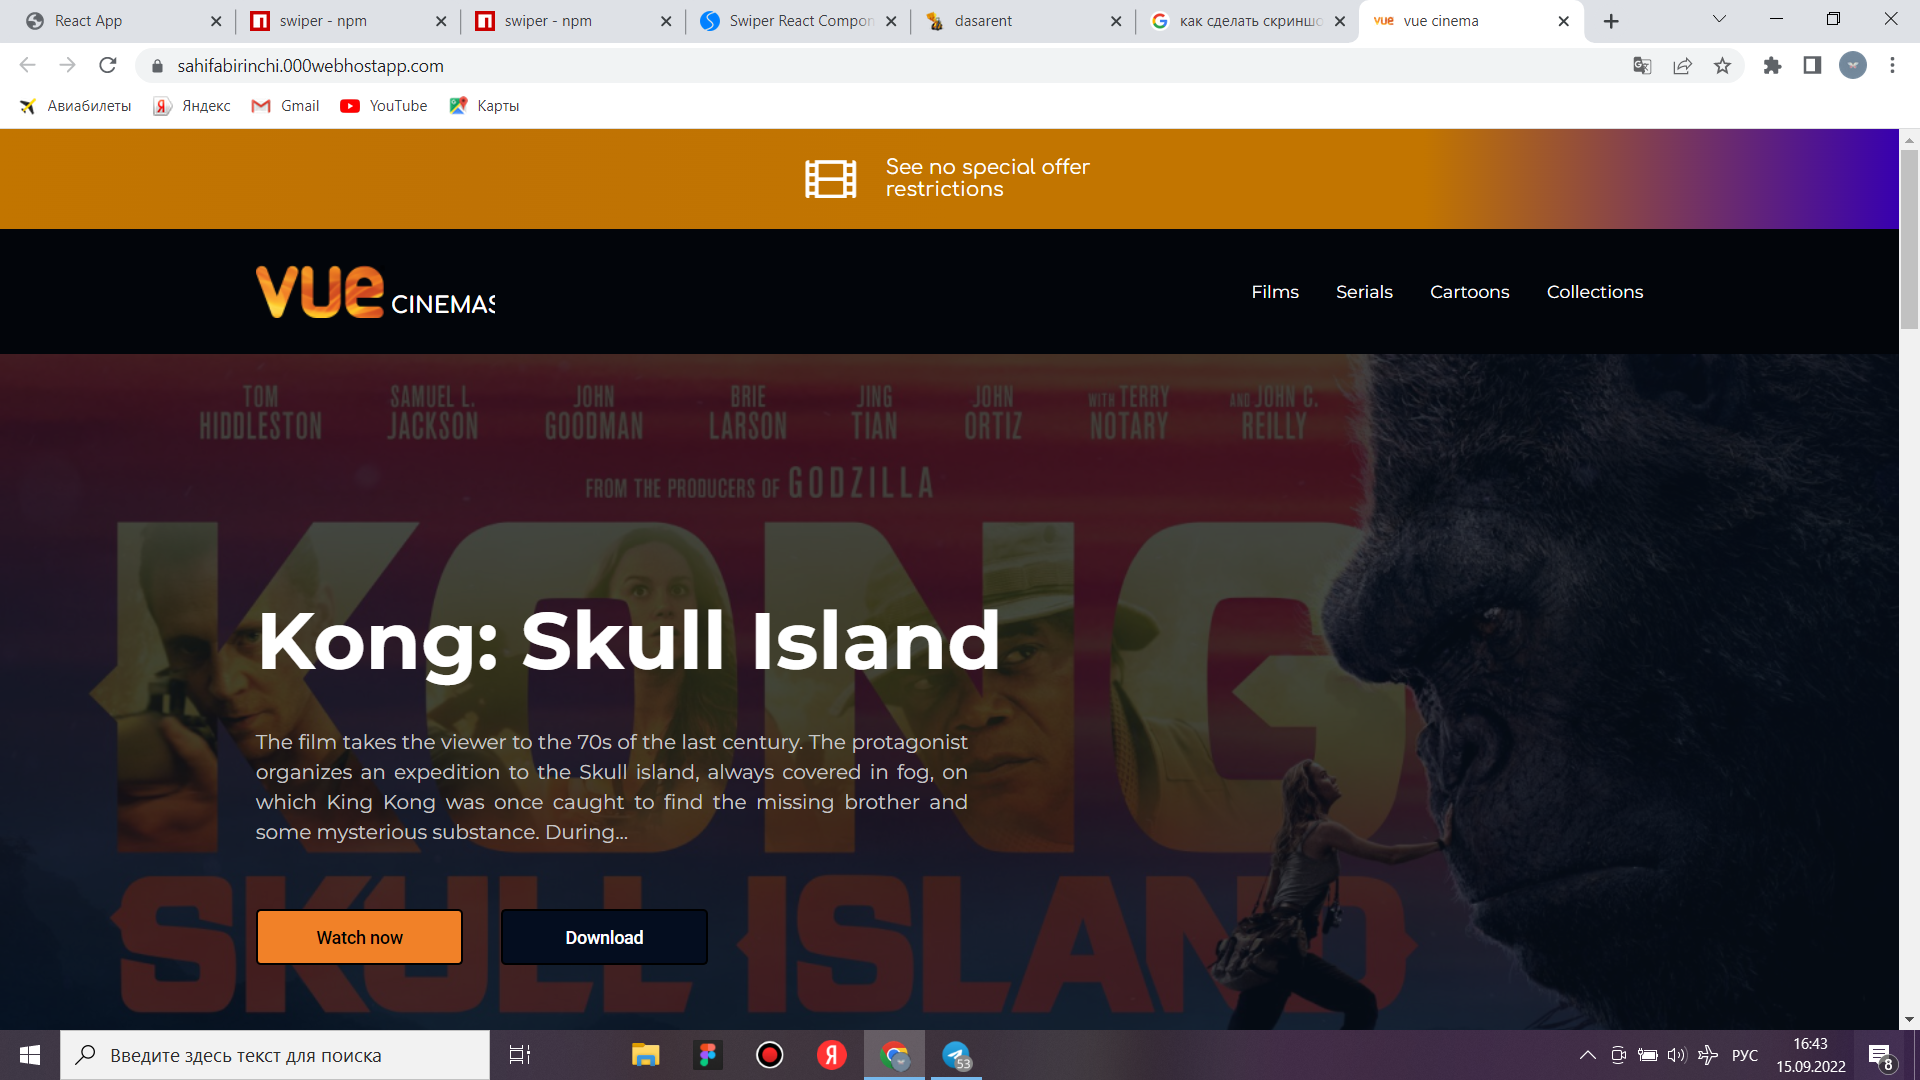 React App
swiper - npm
swiper - npm
Swiper React Compon
dasarent
как сделать скриншо
vue cinema
sahifabirinchi.000webhostapp.com
Авиабилеты
Яндекс
Gmail
YouTube
Карты
See no special offer
restrictions
vue CINEMAS
Films
Serials
Cartoons
Collections
TOM HIDDLESTON
SAMUEL L. JACKSON
JOHN GOODMAN
BRIE LARSON
JING TIAN
JOHN ORTIZ
WITH TERRY NOTARY
AND JOHN C. REILLY
FROM THE PRODUCERS OF GODZILLA
KONG
Kong: Skull Island
The film takes the viewer to the 70s of the last century. The protagonist
organizes an expedition to the Skull island, always covered in fog, on
which King Kong was once caught to find the missing brother and
some mysterious substance. During...
SKULL ISLAND
Watch now
Download
Введите здесь текст для поиска
53
РУС
16:43
15.09.2022
8